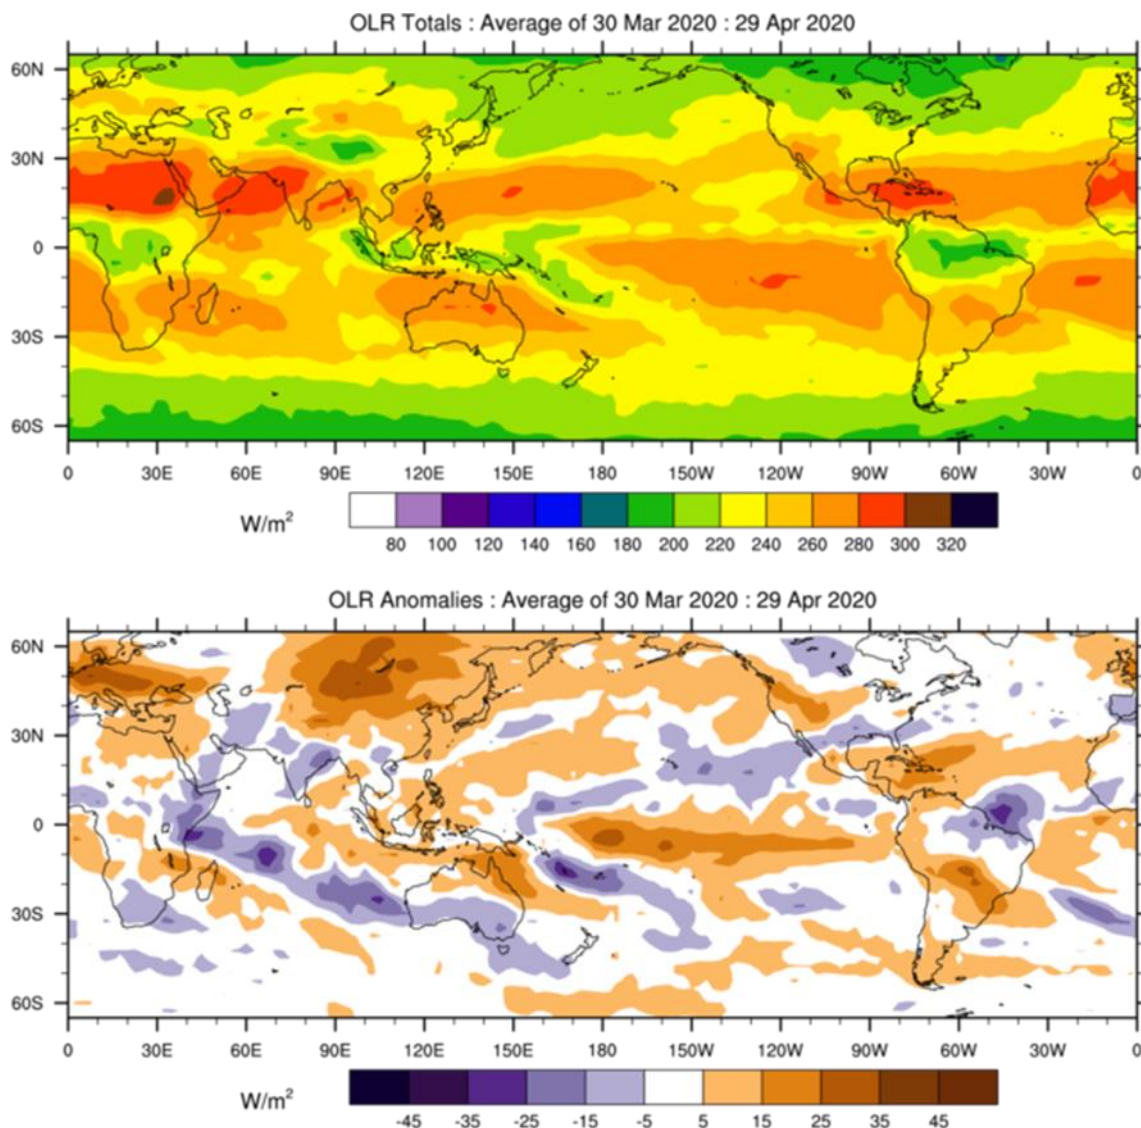 OLR Totals : Average of 30 Mar 2020 : 29 Apr 2020
60N
30N
0
30S
60S
0 30E 60E 90E 120E 150E 180 150W 120W 90W 60W 30W 0
W/m²
80 100 120 140 160 180 200 220 240 260 280 300 320
OLR Anomalies : Average of 30 Mar 2020 : 29 Apr 2020
60N
30N
0
30S
60S
0 30E 60E 90E 120E 150E 180 150W 120W 90W 60W 30W 0
W/m²
-45 -35 -25 -15 -5 5 15 25 35 45